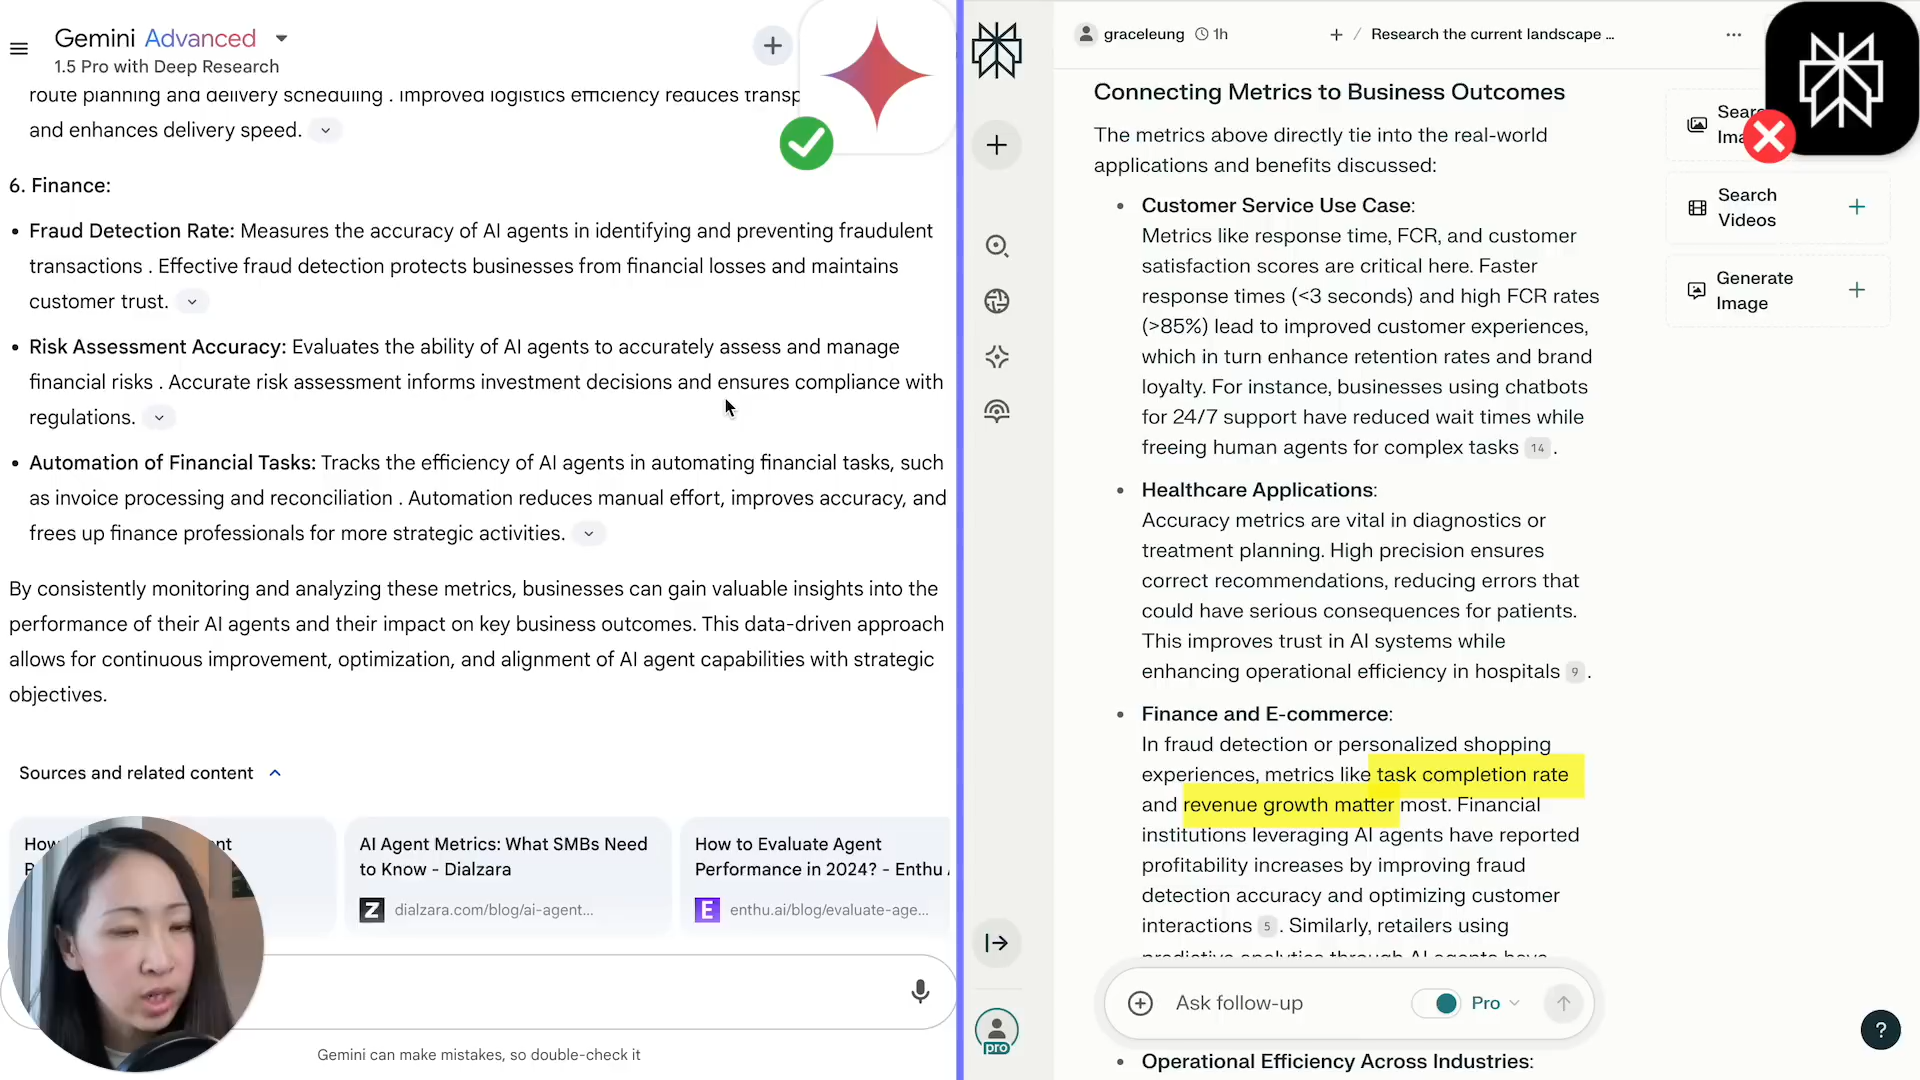 Gemini Advanced
1.5 Pro with Deep Research
route planning and delivery scheduling . Improved logistics efficiency reduces
and enhances delivery speed.
6. Finance:
• Fraud Detection Rate: Measures the accuracy of AI agents in identifying and preventing fraudulent
transactions . Effective fraud detection protects businesses from financial losses and maintains
customer trust.
• Risk Assessment Accuracy: Evaluates the ability of AI agents to accurately assess and manage
financial risks . Accurate risk assessment informs investment decisions and ensures compliance with
regulations.
• Automation of Financial Tasks: Tracks the efficiency of AI agents in automating financial tasks, such
as invoice processing and reconciliation . Automation reduces manual effort, improves accuracy, and
frees up finance professionals for more strategic activities.
By consistently monitoring and analyzing these metrics, businesses can gain valuable insights into the
performance of their AI agents and their impact on key business outcomes. This data-driven approach
allows for continuous improvement, optimization, and alignment of AI agent capabilities with strategic
objectives.
Sources and related content
AI Agent Metrics: What SMBs Need
to Know - Dialzara
Z dialzara.com/blog/ai-agent...
How to Evaluate Agent
Performance in 2024? - Enthu
E enthu.ai/blog/evaluate-age...
Gemini can make mistakes, so double-check it
graceleung 1h
+ / Research the current landscape ...
Connecting Metrics to Business Outcomes
The metrics above directly tie into the real-world
applications and benefits discussed:
• Customer Service Use Case:
Metrics like response time, FCR, and customer
satisfaction scores are critical here. Faster
response times (<3 seconds) and high FCR rates
(>85%) lead to improved customer experiences,
which in turn enhance retention rates and brand
loyalty. For instance, businesses using chatbots
for 24/7 support have reduced wait times while
freeing human agents for complex tasks 14 .
• Healthcare Applications:
Accuracy metrics are vital in diagnostics or
treatment planning. High precision ensures
correct recommendations, reducing errors that
could have serious consequences for patients.
This improves trust in AI systems while
enhancing operational efficiency in hospitals 9 .
• Finance and E-commerce:
In fraud detection or personalized shopping
experiences, metrics like task completion rate
and revenue growth matter most. Financial
institutions leveraging AI agents have reported
profitability increases by improving fraud
detection accuracy and optimizing customer
interactions 5 . Similarly, retailers using
predictive analytics through AI agents have
Ask follow-up
Pro
• Operational Efficiency Across Industries:
pro
Search
Videos
Generate
Image
?